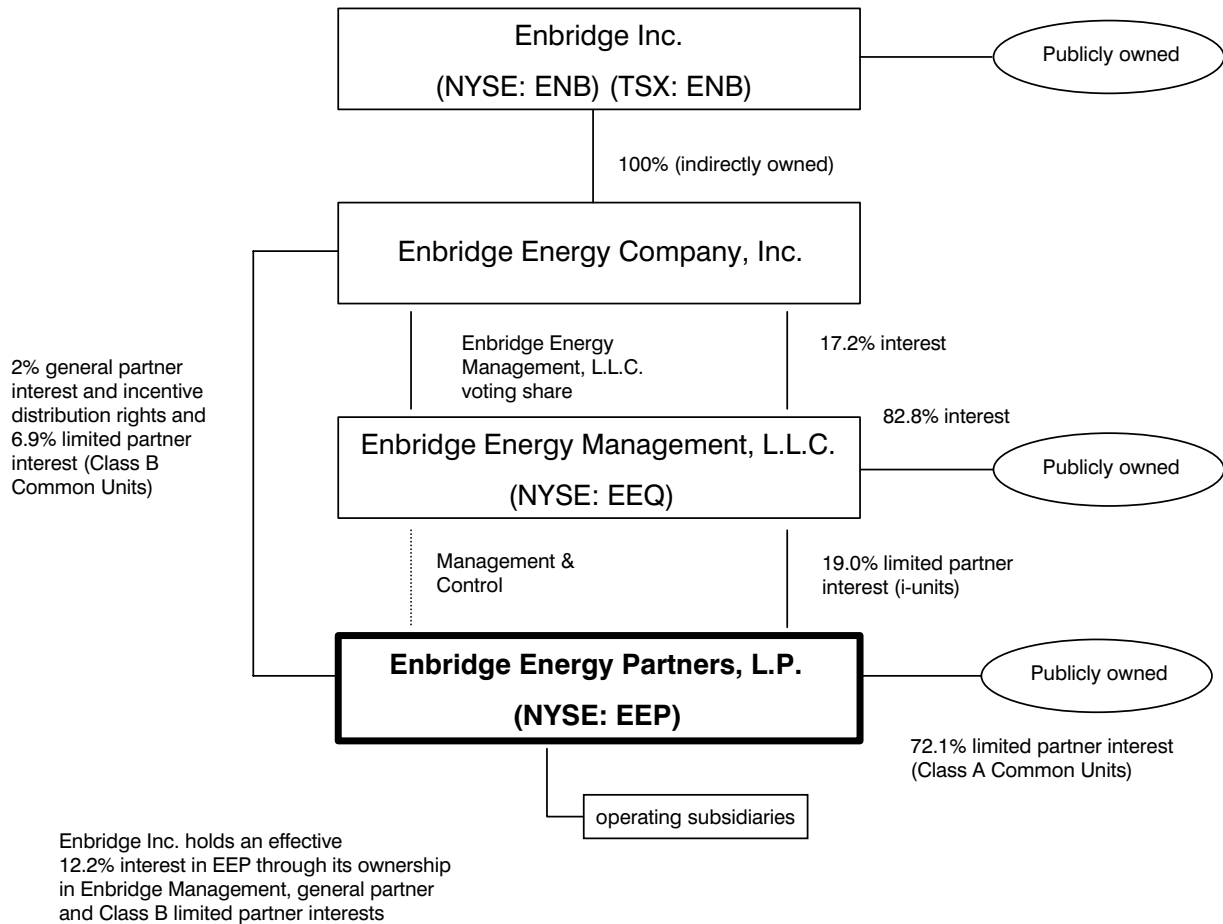 Enbridge Inc.
(NYSE: ENB) (TSX: ENB)
Publicly owned
100% (indirectly owned)
Enbridge Energy Company, Inc.
2% general partner
interest and incentive
distribution rights and
6.9% limited partner
interest (Class B
Common Units)
Enbridge Energy
Management, L.L.C.
voting share
17.2% interest
82.8% interest
Enbridge Energy Management, L.L.C.
(NYSE: EEQ)
Publicly owned
Management &
Control
19.0% limited partner
interest (i-units)
Enbridge Energy Partners, L.P.
(NYSE: EEP)
Publicly owned
72.1% limited partner interest
(Class A Common Units)
operating subsidiaries
Enbridge Inc. holds an effective
12.2% interest in EEP through its ownership
in Enbridge Management, general partner
and Class B limited partner interests